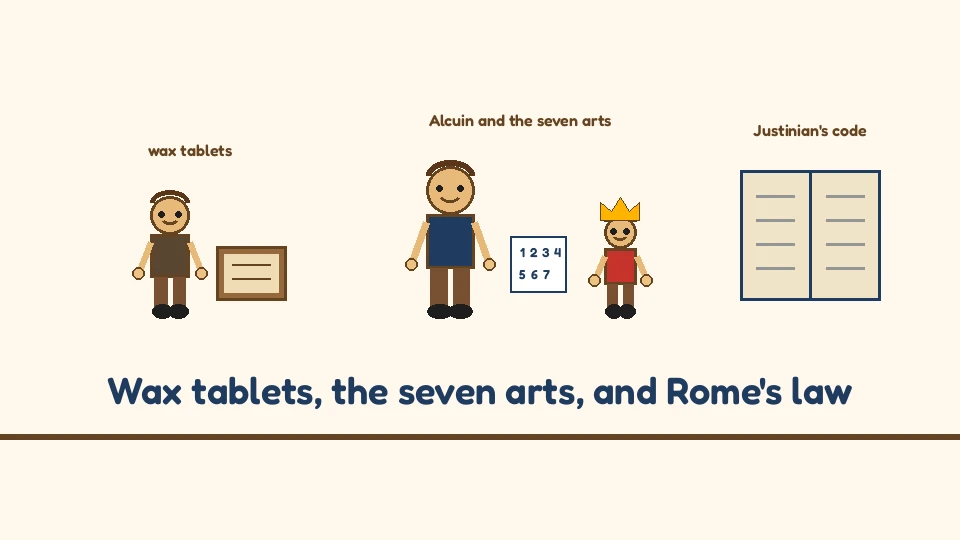 Alcuin and the seven arts
Justinian's code
wax tablets
1 2 3 4
5 6 7
Wax tablets, the seven arts, and Rome's law